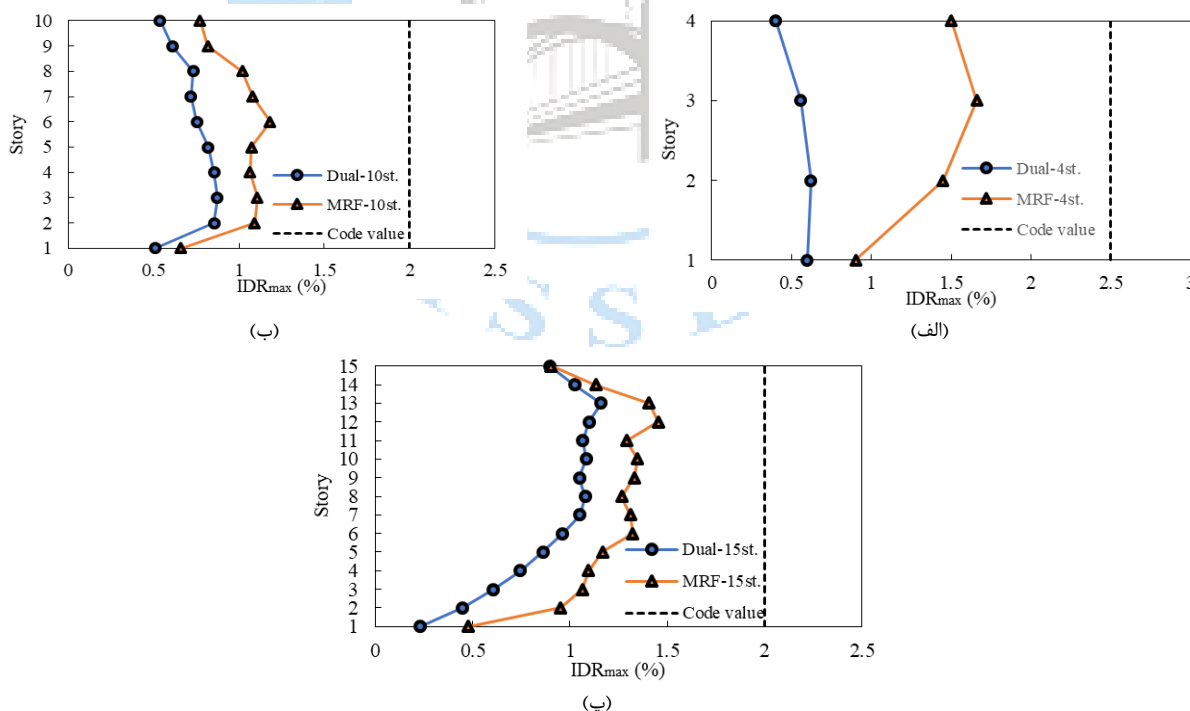 10
9
8
7
6
5
4
3
2
1
Story
Dual-10st.
MRF-10st.
Code value
0 0.5 1 1.5 2 2.5
IDRmax (%)
(ب)
4
3
2
1
Story
Dual-4st.
MRF-4st.
Code value
0 0.5 1 1.5 2 2.5 3
IDRmax (%)
(الف)
S S
15
14
13
12
11
10
9
8
7
6
5
4
3
2
1
Story
Dual-15st.
MRF-15st.
Code value
0 0.5 1 1.5 2 2.5
IDRmax (%)
(پ)